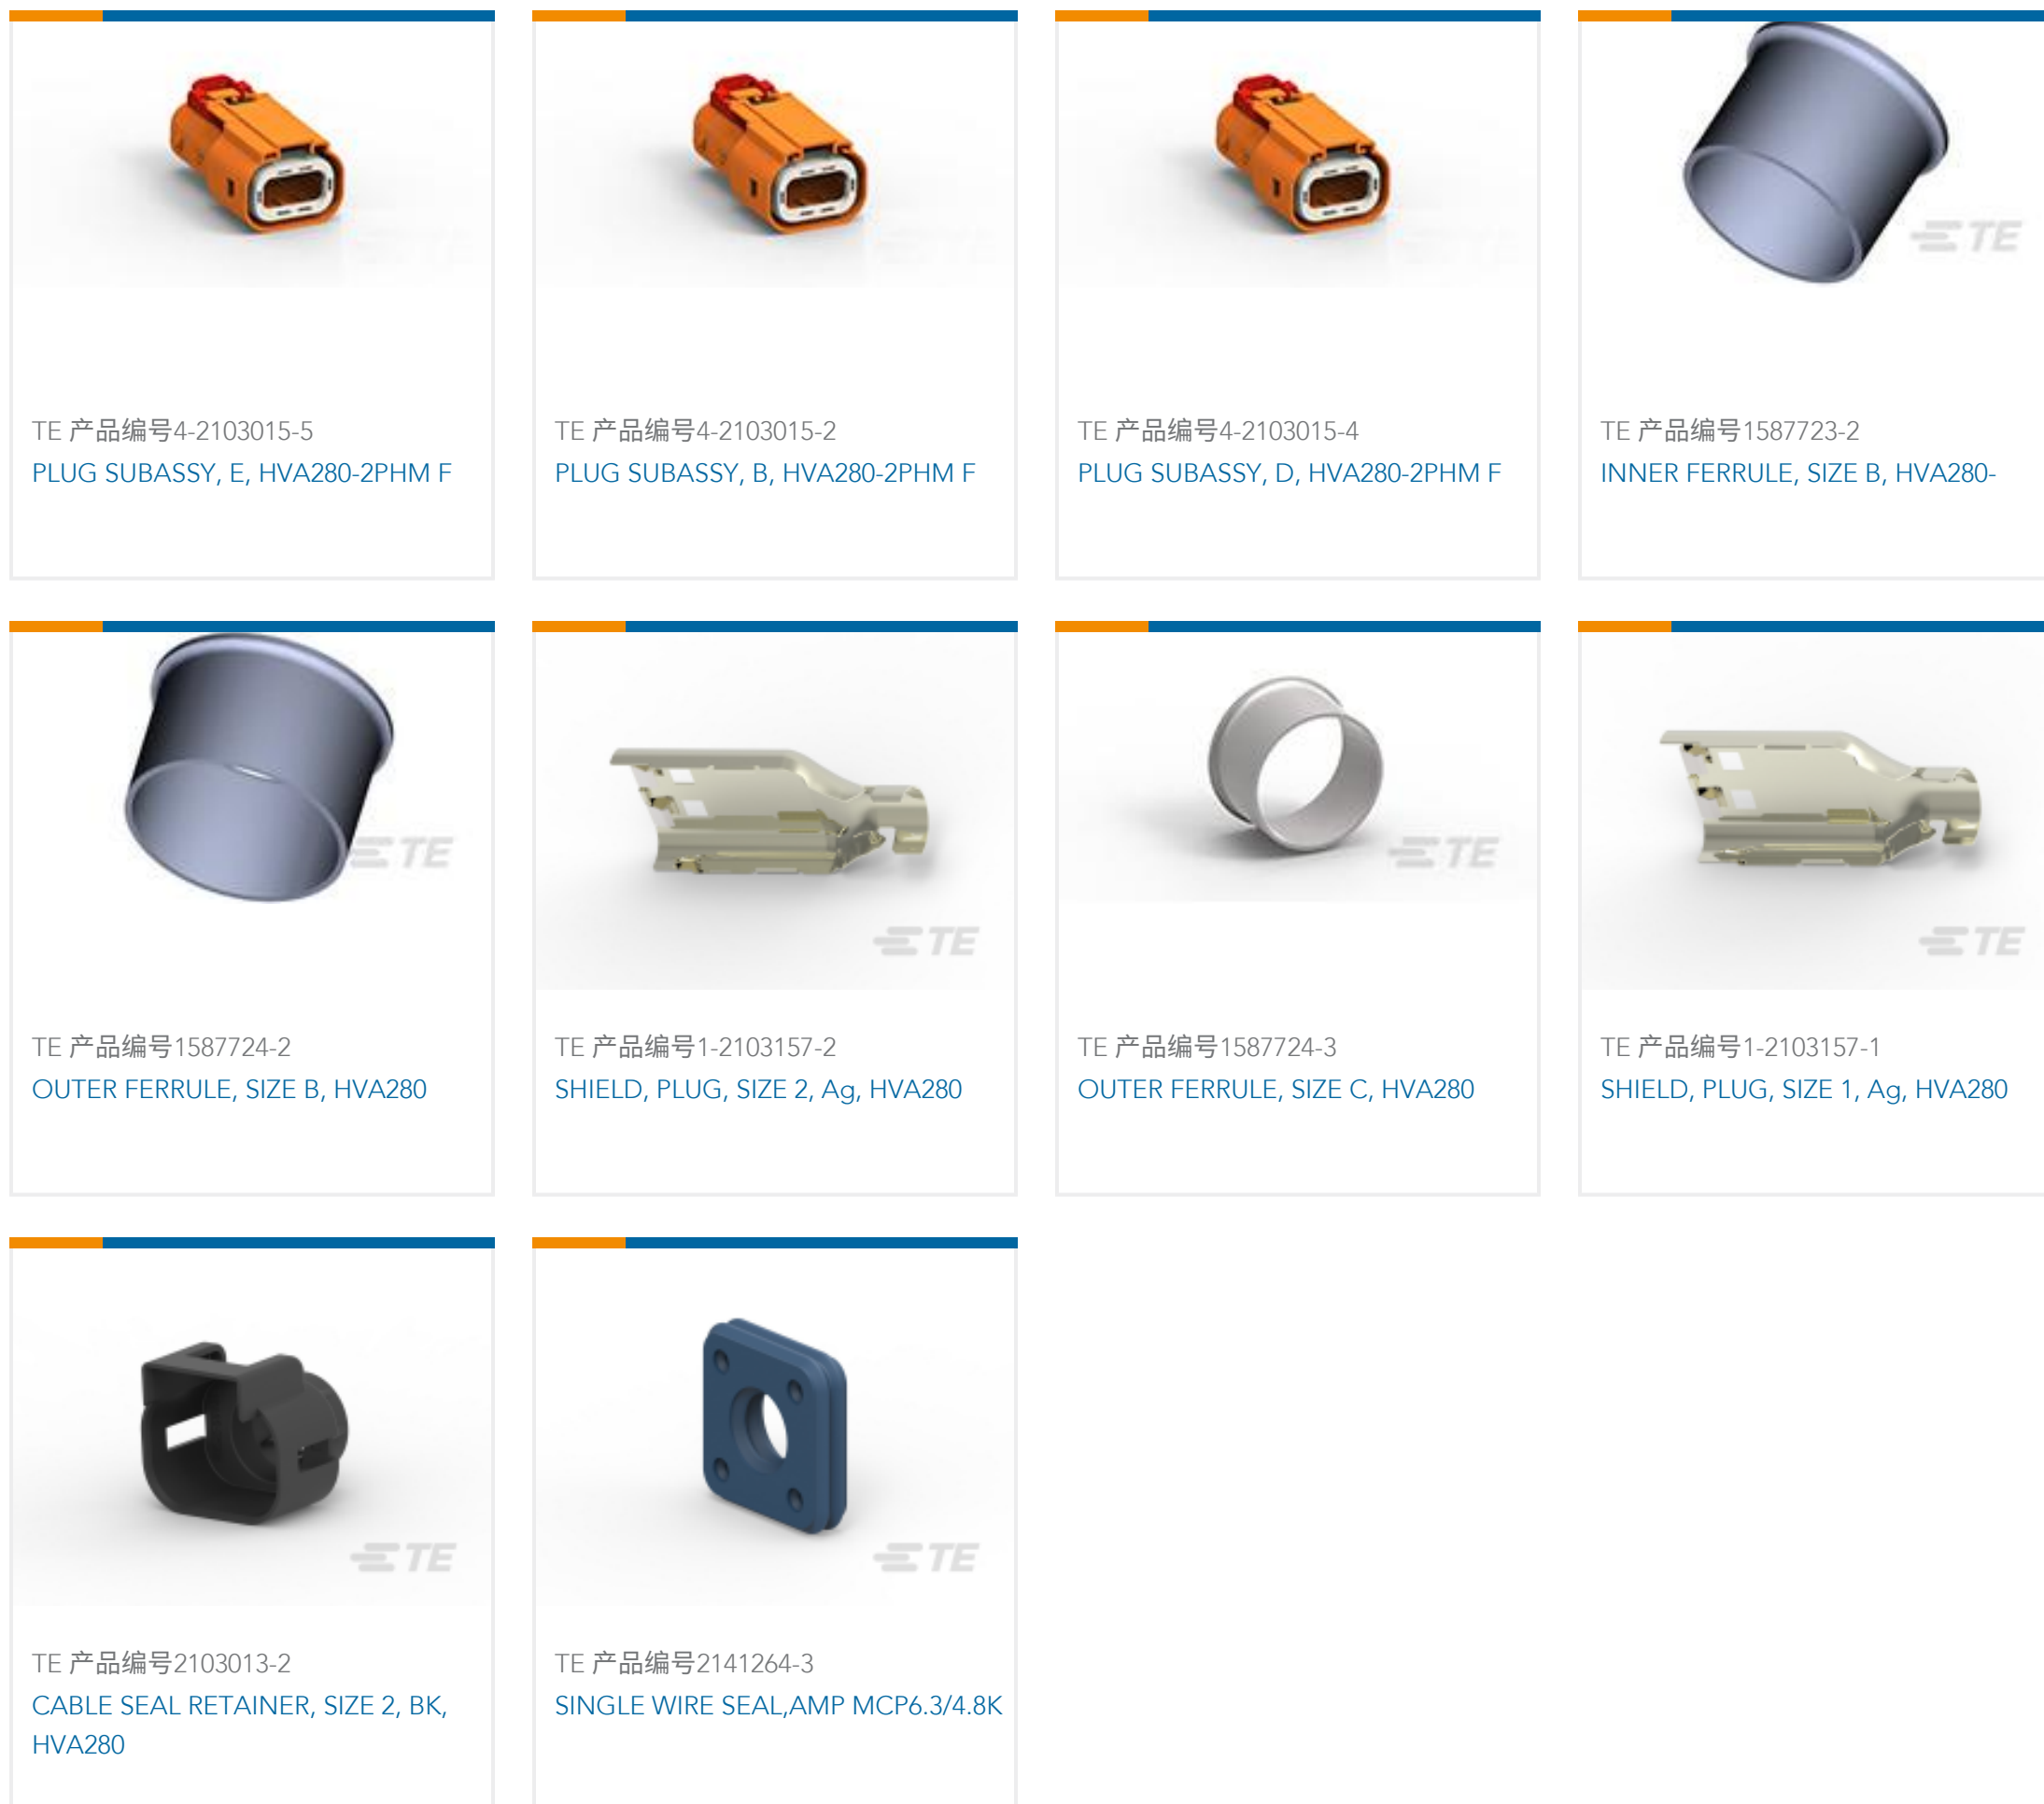 TE
TE 产品编号4-2103015-5
PLUG SUBASSY, E, HVA280-2PHM F
TE 产品编号4-2103015-2
PLUG SUBASSY, B, HVA280-2PHM F
TE 产品编号4-2103015-4
PLUG SUBASSY, D, HVA280-2PHM F
TE 产品编号1587723-2
INNER FERRULE, SIZE B, HVA280-
TE
TE 产品编号1587724-2
OUTER FERRULE, SIZE B, HVA280
TE
TE 产品编号1-2103157-2
SHIELD, PLUG, SIZE 2, Ag, HVA280
TE
TE 产品编号1587724-3
OUTER FERRULE, SIZE C, HVA280
TE
TE 产品编号1-2103157-1
SHIELD, PLUG, SIZE 1, Ag, HVA280
TE
TE 产品编号2103013-2
CABLE SEAL RETAINER, SIZE 2, BK,
HVA280
TE
TE 产品编号2141264-3
SINGLE WIRE SEAL,AMP MCP6.3/4.8K